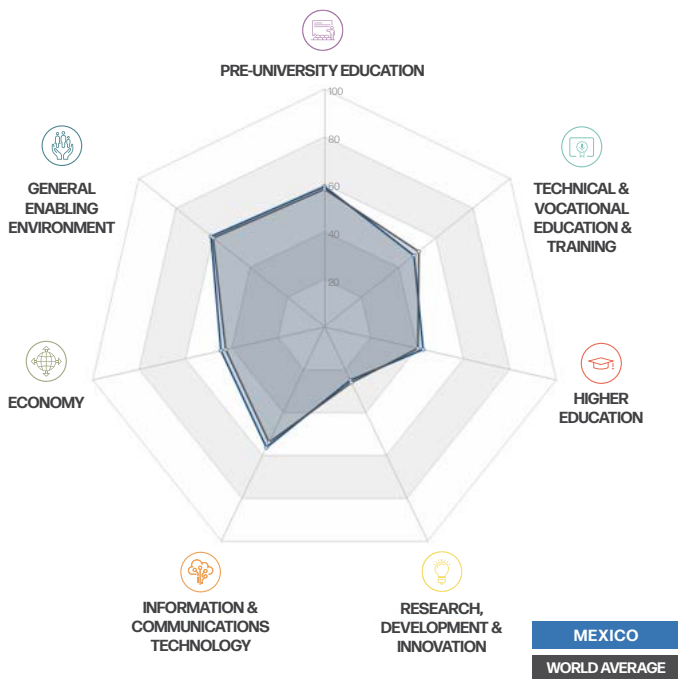 PRE-UNIVERSITY EDUCATION
100
80
60
40
20
GENERAL
ENABLING
ENVIRONMENT
TECHNICAL &
VOCATIONAL
EDUCATION &
TRAINING
ECONOMY
HIGHER
EDUCATION
INFORMATION &
COMMUNICATIONS
TECHNOLOGY
RESEARCH,
DEVELOPMENT &
INNOVATION
MEXICO
WORLD AVERAGE